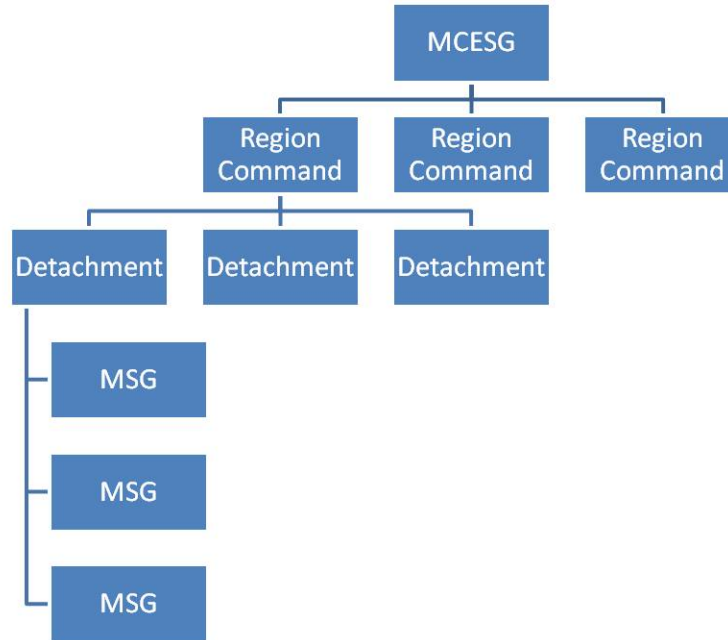 MCESG
Region
Command
Region
Command
Region
Command
Detachment
Detachment
Detachment
MSG
MSG
MSG